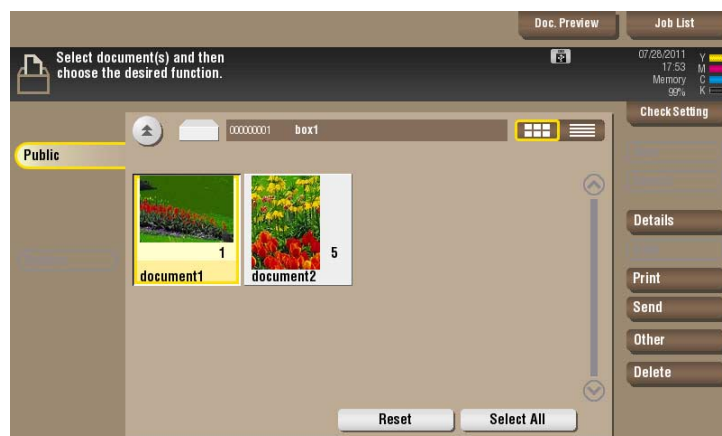 Doc. Preview
Job List
Select document(s) and then
choose the desired function.
07/28/2011
17:53
Memory
99%
Y
M
C
K
Check Setting
00000001 box1
Public
1
document1
5
document2
Details
Print
Send
Other
Delete
Reset
Select All